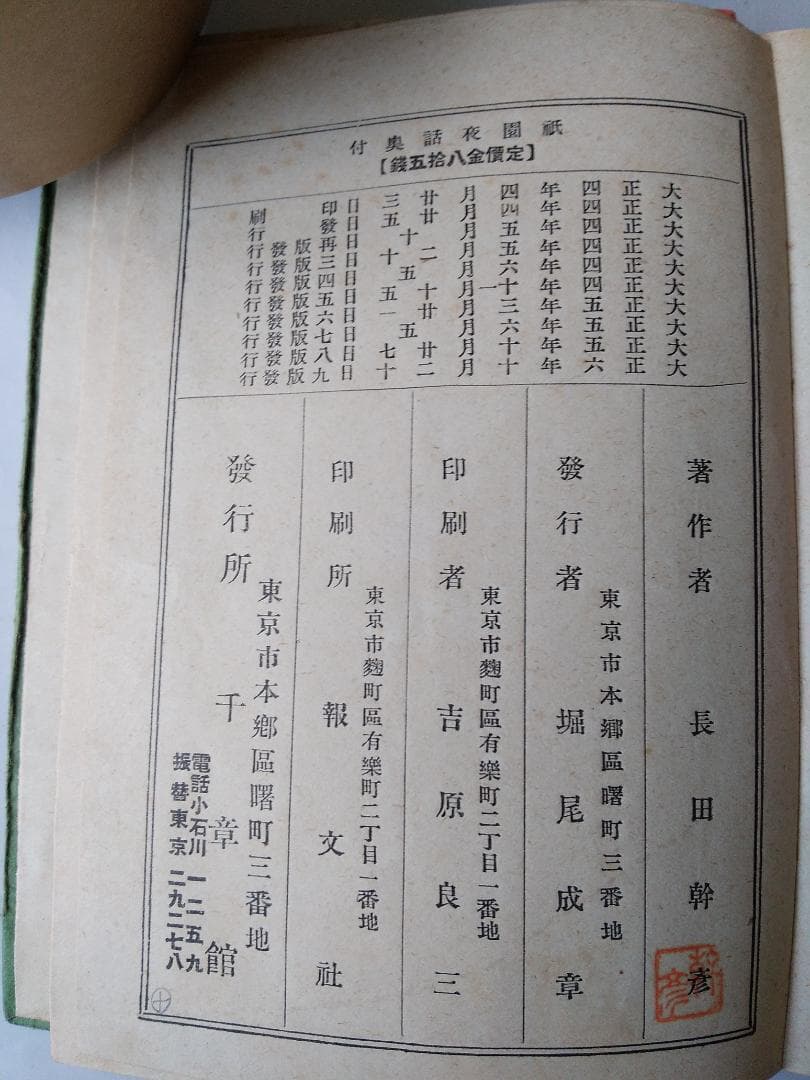 祇園夜話奥付
【定價金八拾五錢】
大正四年四月廿三日印刷
大正四年四月廿五日發行
大正四年五月十日再版發行
大正四年五月二十日三版發行
大正四年六月五日四版發行
大正四年十一月十五日五版發行
大正五年三月廿一日六版發行
大正五年六月五日七版發行
大正五年十月廿七日八版發行
大正六年十月二十日九版發行
著作者 長田幹彦
發行者 堀尾成章
東京市本鄉區曙町三番地
印刷者 吉原良三
東京市麴町區有樂町二丁目一番地
印刷所 報文社
東京市麴町區有樂町二丁目一番地
發行所 千章館
東京市本鄉區曙町三番地
電話小石川一二五九
振替東京二九二七八